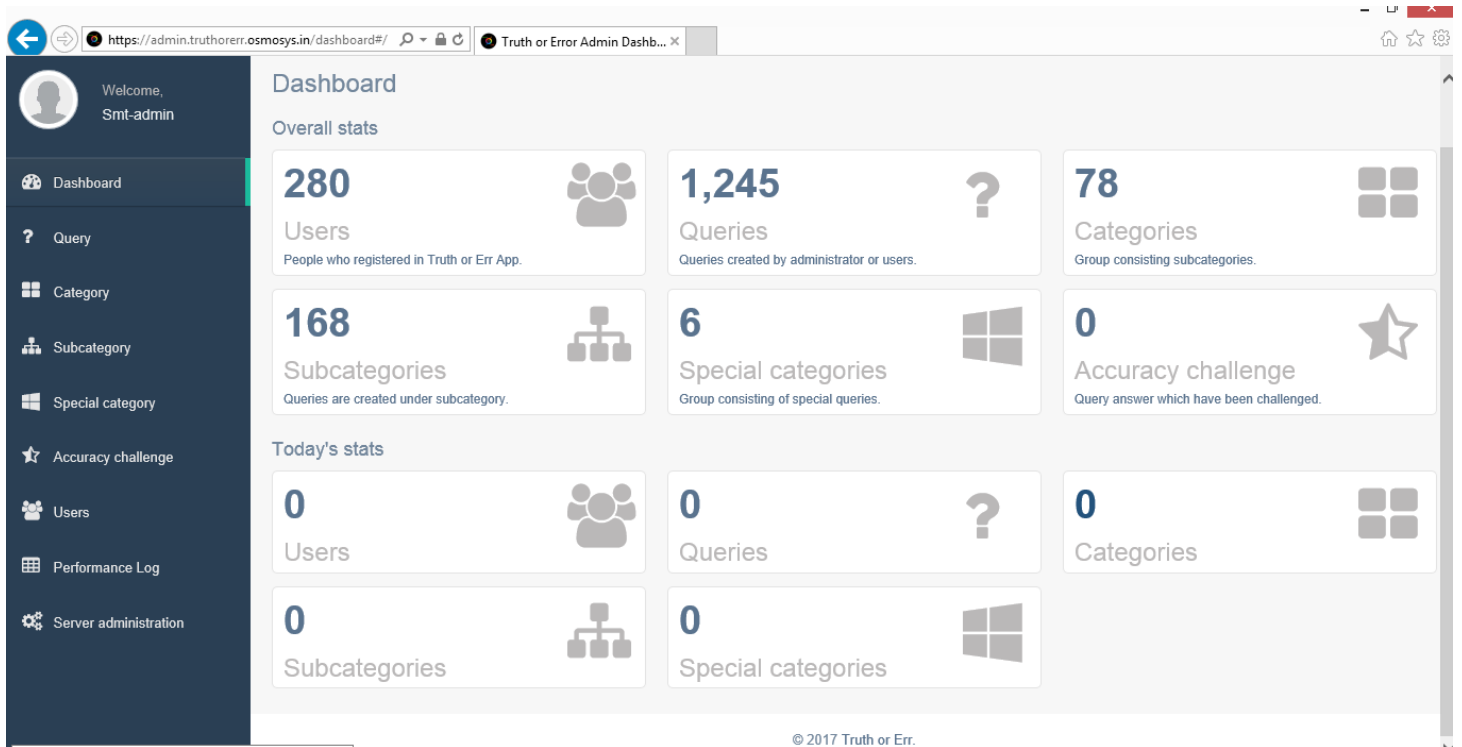 https://admin.truthorerr.osmosys.in/dashboard#/
Truth or Error Admin Dashb...
Welcome,
Smt-admin
Dashboard
Query
Category
Subcategory
Special category
Accuracy challenge
Users
Performance Log
Server administration
Dashboard
Overall stats
280
Users
People who registered in Truth or Err App.
1,245
Queries
Queries created by administrator or users.
78
Categories
Group consisting subcategories.
168
Subcategories
Queries are created under subcategory.
6
Special categories
Group consisting of special queries.
0
Accuracy challenge
Query answer which have been challenged.
Today's stats
0
Users
0
Queries
0
Categories
0
Subcategories
0
Special categories
© 2017 Truth or Err.